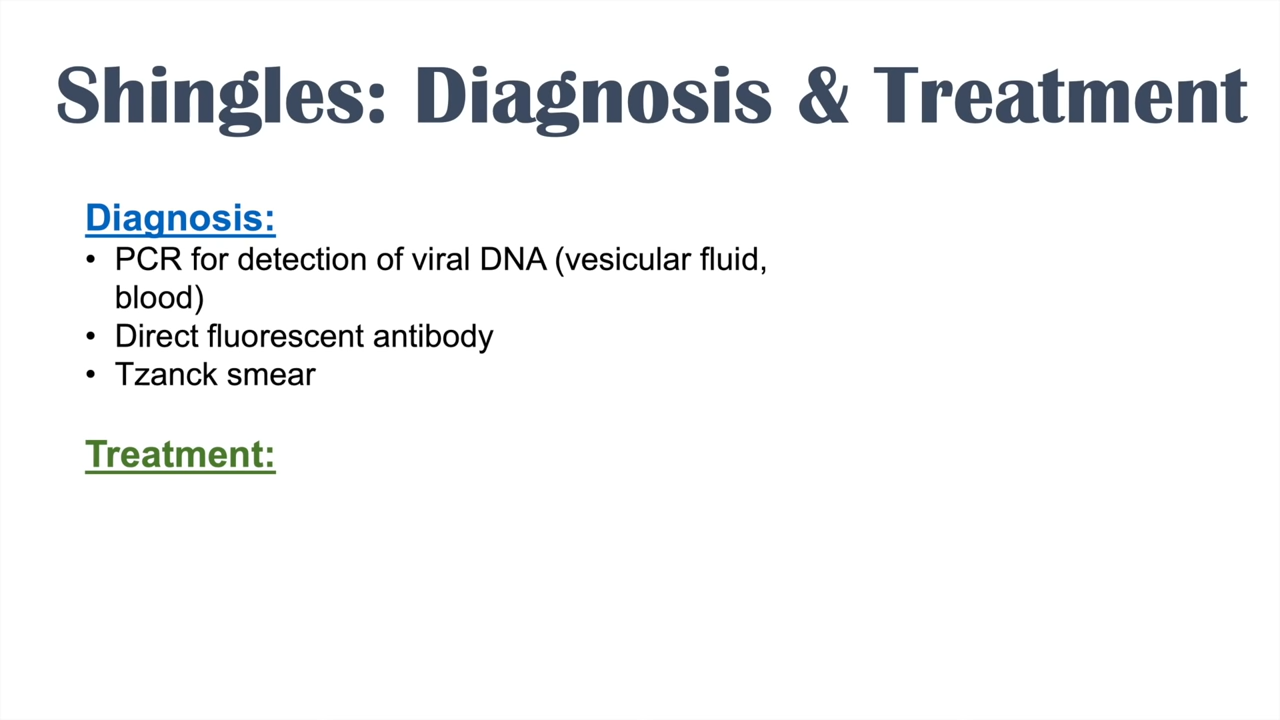 Shingles: Diagnosis & Treatment
Diagnosis:
• PCR for detection of viral DNA (vesicular fluid,
blood)
• Direct fluorescent antibody
• Tzanck smear
Treatment: